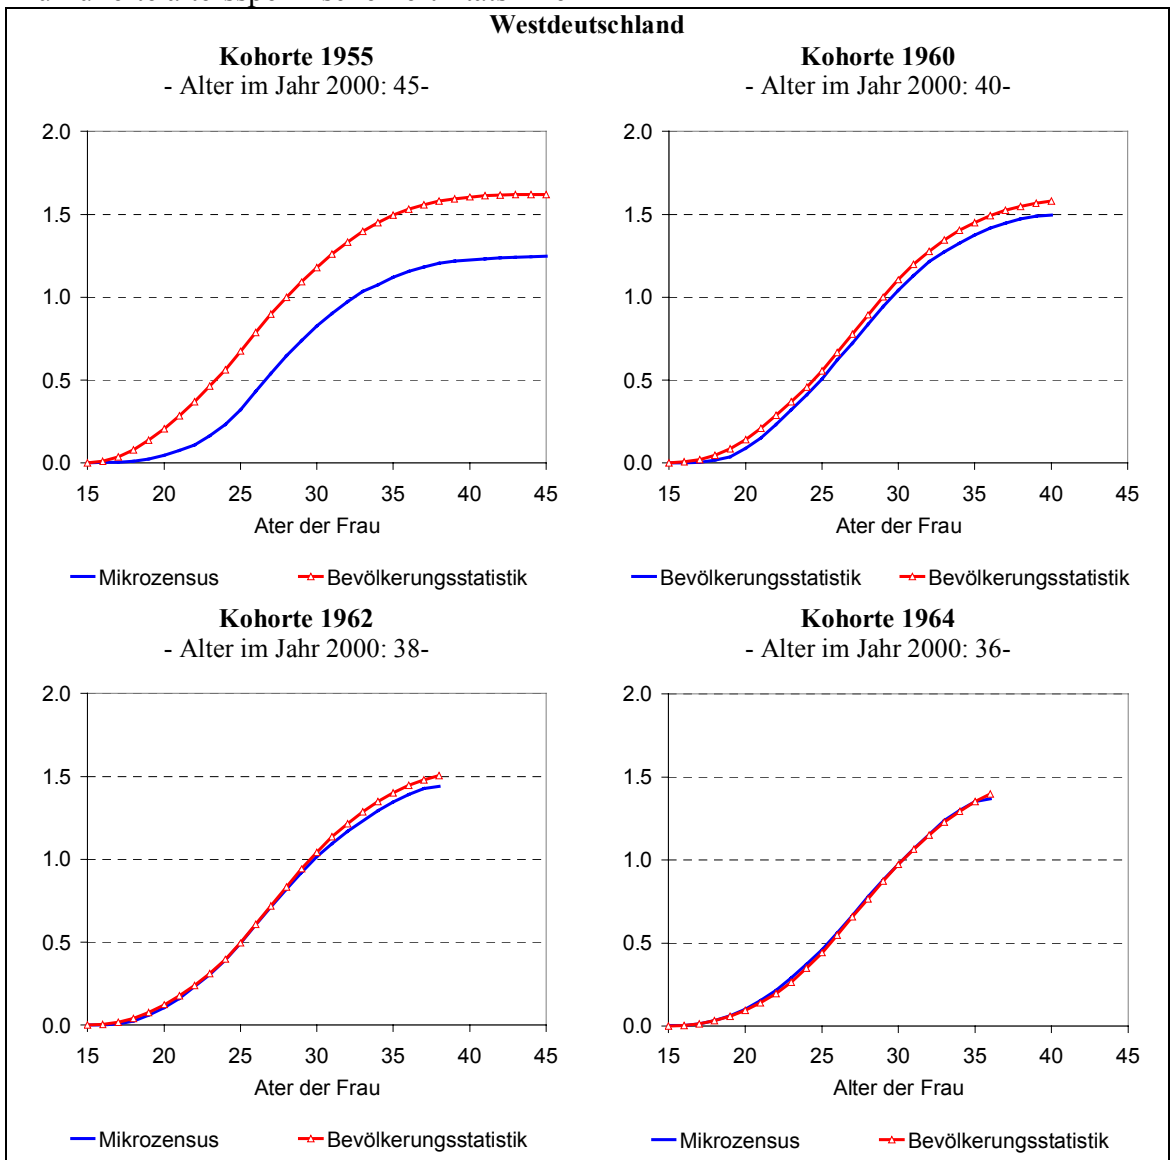 Westdeutschland
Kohorte 1955
- Alter im Jahr 2000: 45-
2.0
1.5
1.0
0.5
0.0
15 20 25 30 35 40 45
Ater der Frau
Mikrozensus Bevölkerungsstatistik
Kohorte 1960
- Alter im Jahr 2000: 40-
2.0
1.5
1.0
0.5
0.0
15 20 25 30 35 40 45
Ater der Frau
Bevölkerungsstatistik Bevölkerungsstatistik
Kohorte 1962
- Alter im Jahr 2000: 38-
2.0
1.5
1.0
0.5
0.0
15 20 25 30 35 40 45
Ater der Frau
Mikrozensus Bevölkerungsstatistik
Kohorte 1964
- Alter im Jahr 2000: 36-
2.0
1.5
1.0
0.5
0.0
15 20 25 30 35 40 45
Alter der Frau
Mikrozensus Bevölkerungsstatistik